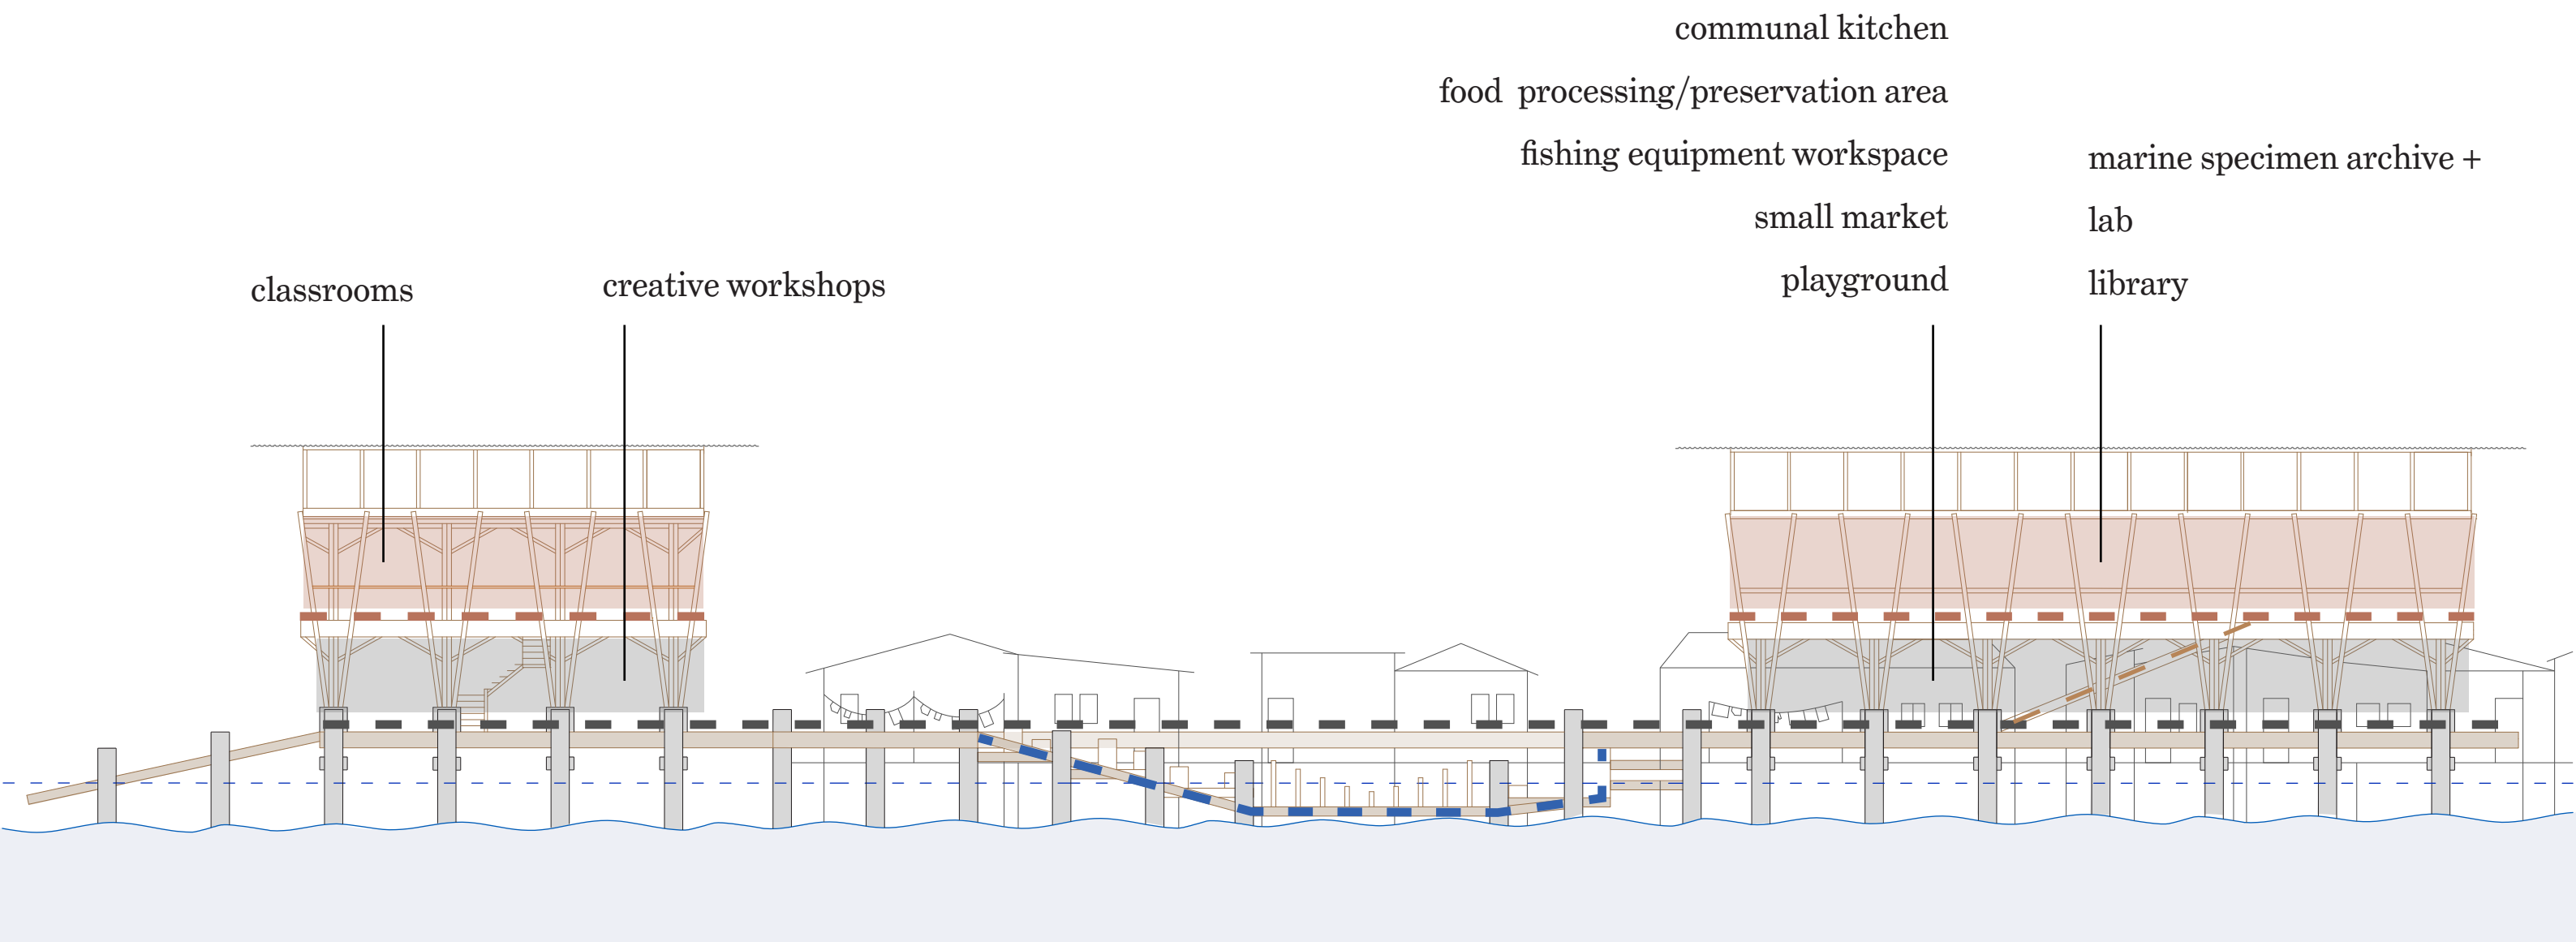 communal kitchen
food processing/preservation area
fishing equipment workspace
small market
playground
marine specimen archive +
lab
library
classrooms
creative workshops